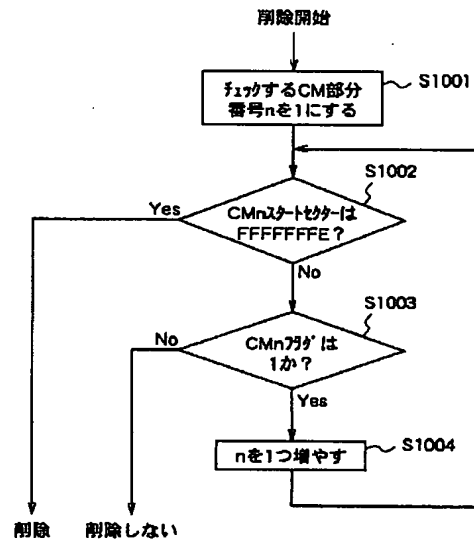 削除開始
ﾁｪｯｸするCM部分
番号nを1にする
S1001
S1002
CMnｽﾀｰﾄｾｸﾀｰは
FFFFFFFE？
Yes
No
S1003
CMnﾌﾗｸﾞは
1か？
No
Yes
nを1つ増やす
S1004
削除
削除しない